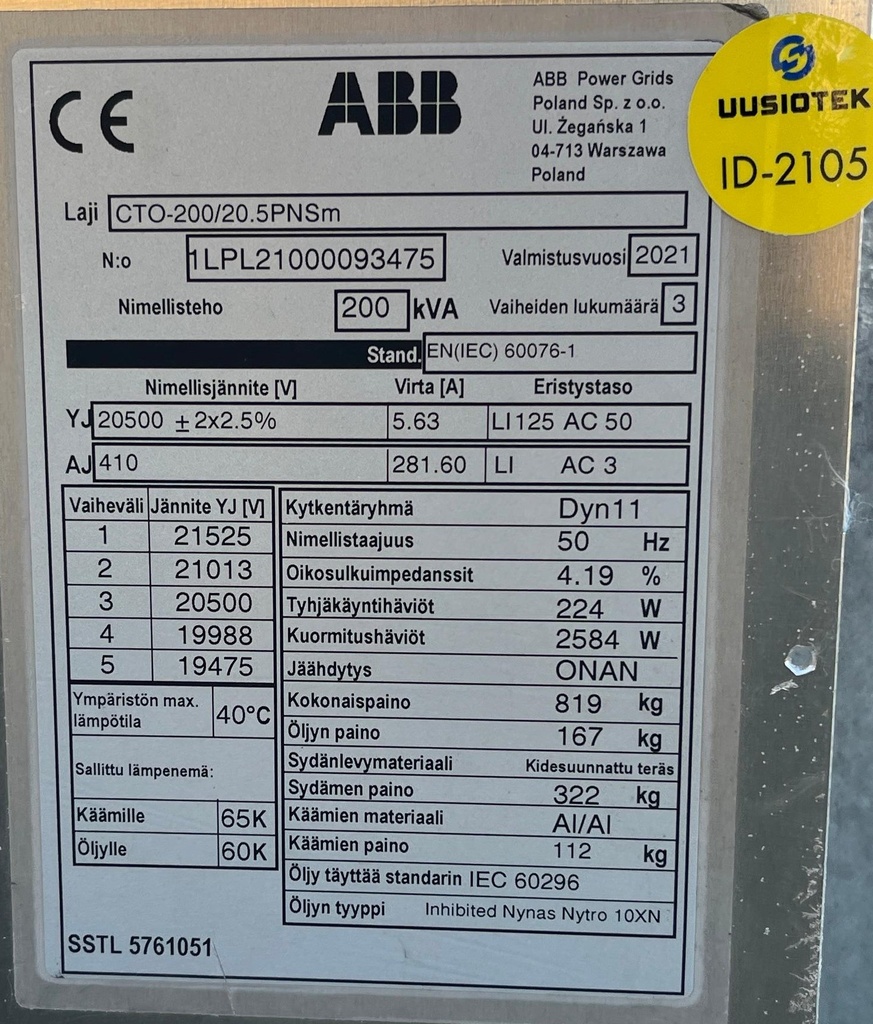 CE
ABB
ABB Power Grids
Poland Sp. z o.o.
Ul. Żegańska 1
04-713 Warszawa
Poland
UUSIOTEK
ID-2105
Laji CTO-200/20.5PNSm
N:o 1LPL21000093475 Valmistusvuosi 2021
Nimellisteho 200 kVA Vaiheiden lukumäärä 3
Stand. EN(IEC) 60076-1
Nimellisjännite [V] Virta [A] Eristystaso
YJ 20500 ±2x2.5% 5.63 LI125 AC 50
AJ 410 281.60 LI AC 3
Vaiheväli Jännite YJ [V]
1 21525
2 21013
3 20500
4 19988
5 19475
Ympäristön max.
lämpötila 40°C
Sallittu lämpenemä:
Käämille 65K
Öljylle 60K
Kytkentäryhmä Dyn11
Nimellistaajuus 50 Hz
Oikosulkuimpedanssit 4.19 %
Tyhjäkäyntihäviöt 224 W
Kuormitushäviöt 2584 W
Jäähdytys ONAN
Kokonaispaino 819 kg
Öljyn paino 167 kg
Sydänlevymateriaali Kidesuunnattu teräs
Sydämen paino 322 kg
Käämien materiaali Al/Al
Käämien paino 112 kg
Öljy täyttää standarin IEC 60296
Öljyn tyyppi Inhibited Nynas Nytro 10XN
SSTL 5761051